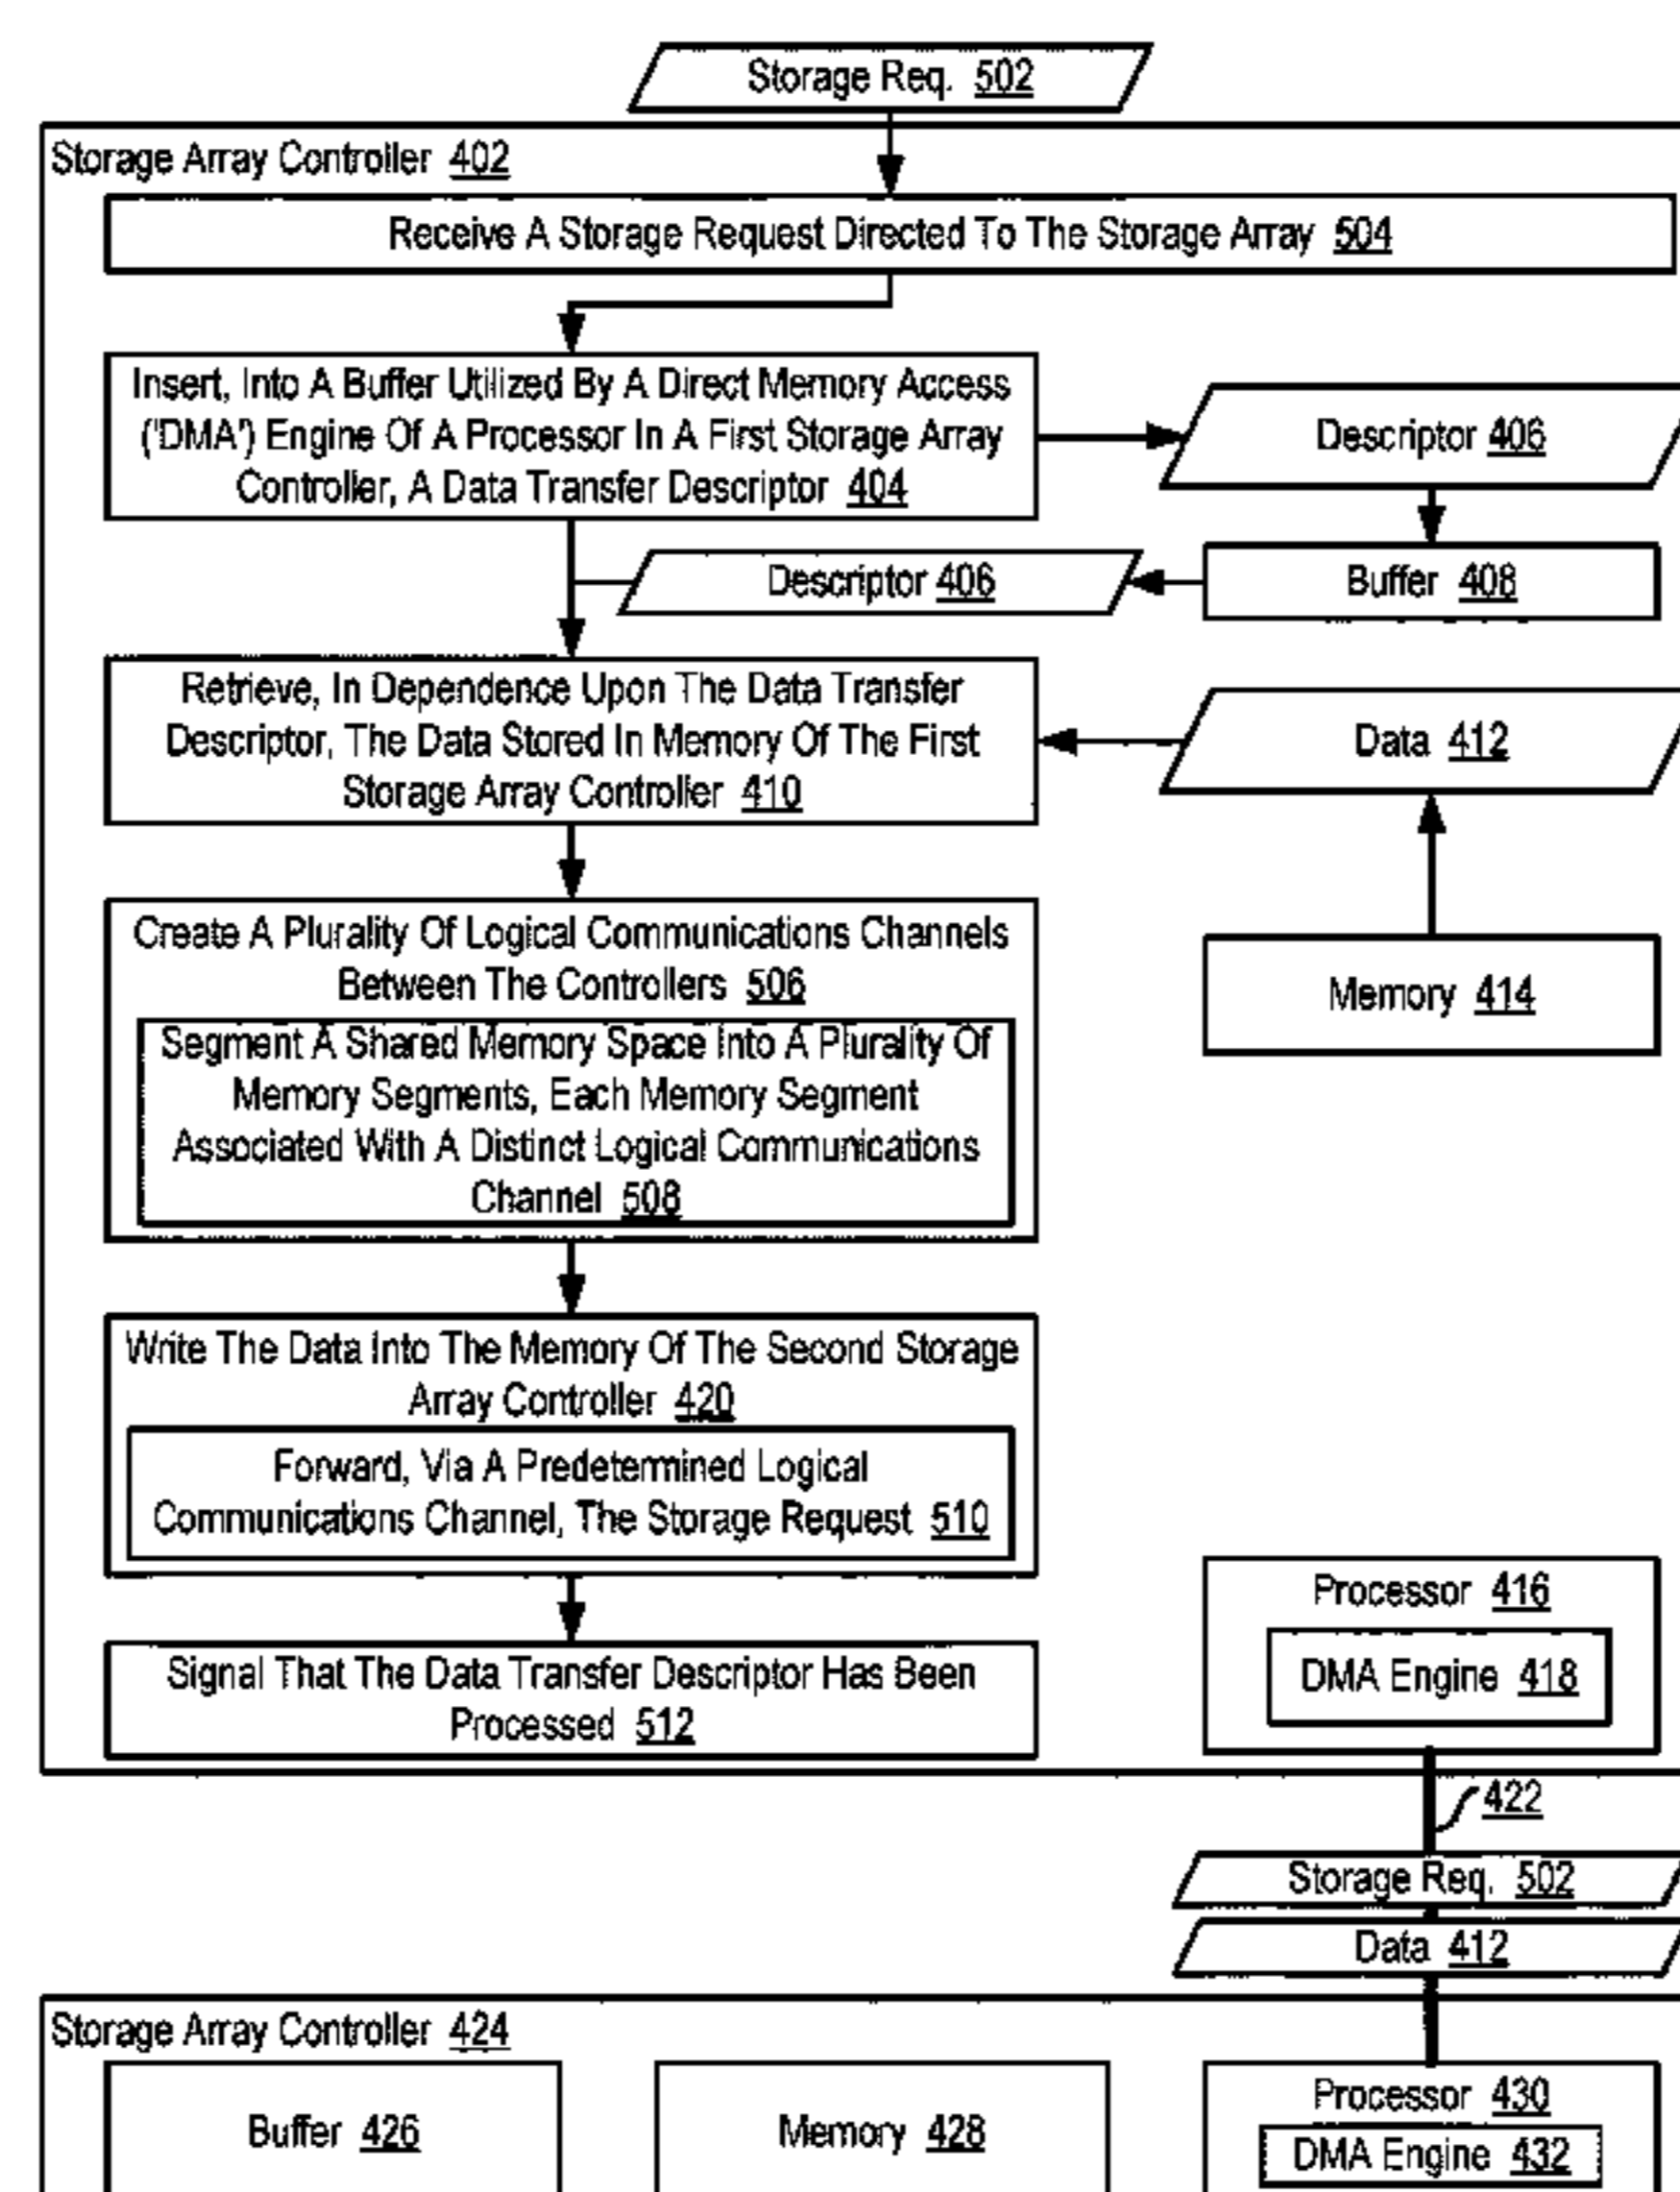 Storage Req. 502
Storage Array Controller 402
Receive A Storage Request Directed To The Storage Array 504
Insert, Into A Buffer Utilized By A Direct Memory Access
('DMA') Engine Of A Processor In A First Storage Array
Controller, A Data Transfer Descriptor 404
Descriptor 406
Descriptor 406
Buffer 408
Retrieve, In Dependence Upon The Data Transfer
Descriptor, The Data Stored In Memory Of The First
Storage Array Controller 410
Data 412
Create A Plurality Of Logical Communications Channels
Between The Controllers 506
Segment A Shared Memory Space Into A Plurality Of
Memory Segments, Each Memory Segment
Associated With A Distinct Logical Communications
Channel 508
Memory 414
Write The Data Into The Memory Of The Second Storage
Array Controller 420
Forward, Via A Predetermined Logical
Communications Channel, The Storage Request 510
Signal That The Data Transfer Descriptor Has Been
Processed 512
Processor 416
DMA Engine 418
422
Storage Req. 502
Data 412
Storage Array Controller 424
Buffer 426
Memory 428
Processor 430
DMA Engine 432